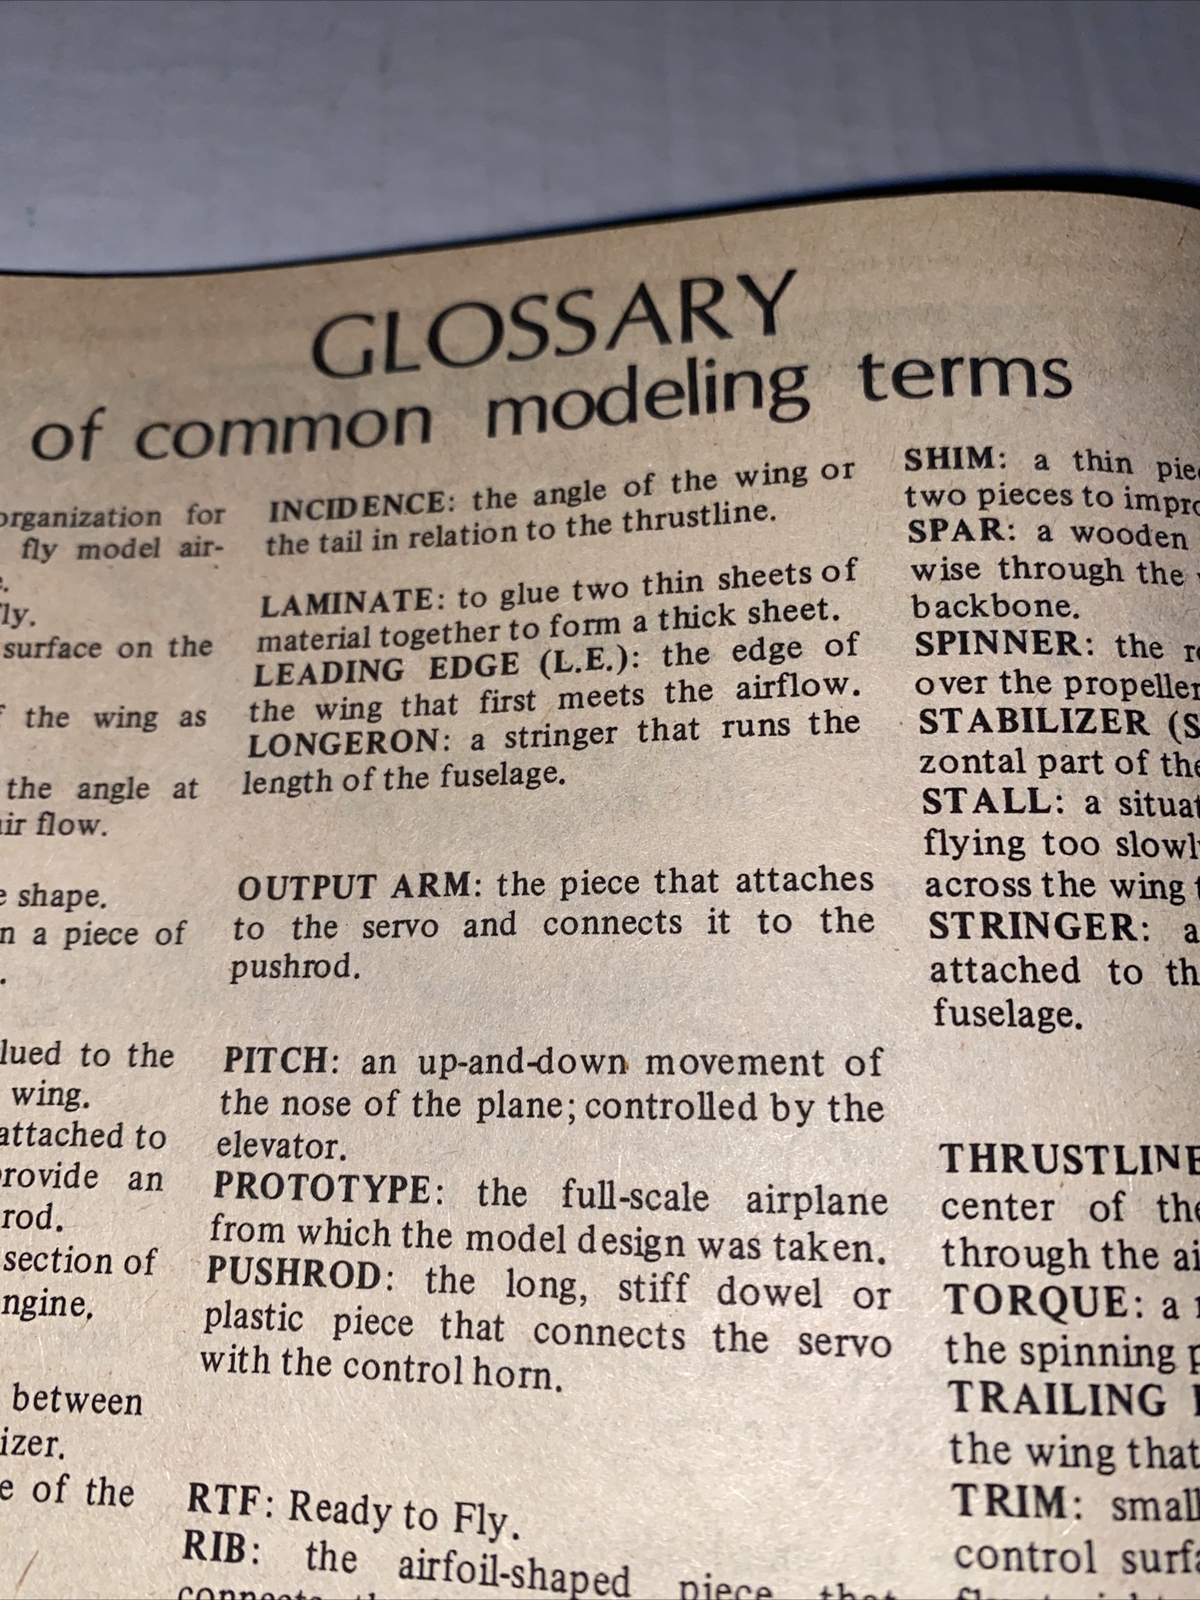 GLOSSARY
of common modeling terms
organization for
fly model air-
ly.
surface on the
the wing as
the angle at
air flow.
shape.
n a piece of
lued to the
wing.
attached to
provide an
rod.
section of
ngine,
between
izer.
e of the
INCIDENCE: the angle of the wing or
the tail in relation to the thrustline.
LAMINATE: to glue two thin sheets of
material together to form a thick sheet.
LEADING EDGE (L.E.): the edge of
the wing that first meets the airflow.
LONGERON: a stringer that runs the
length of the fuselage.
OUTPUT ARM: the piece that attaches
to the servo and connects it to the
pushrod.
PITCH: an up-and-down movement of
the nose of the plane; controlled by the
elevator.
PROTOTYPE: the full-scale airplane
from which the model design was taken.
PUSHROD: the long, stiff dowel or
plastic piece that connects the servo
with the control horn.
RTF: Ready to Fly.
RIB: the airfoil-shaped piece that
SHIM: a thin pie
two pieces to impro
SPAR: a wooden
wise through the
backbone.
SPINNER: the ro
over the propeller
STABILIZER (S
zontal part of the
STALL: a situat
flying too slowl
across the wing
STRINGER: a
attached to th
fuselage.
THRUSTLINE
center of the
through the ai
TORQUE: a
the spinning p
TRAILING
the wing that
TRIM: small
control surfa